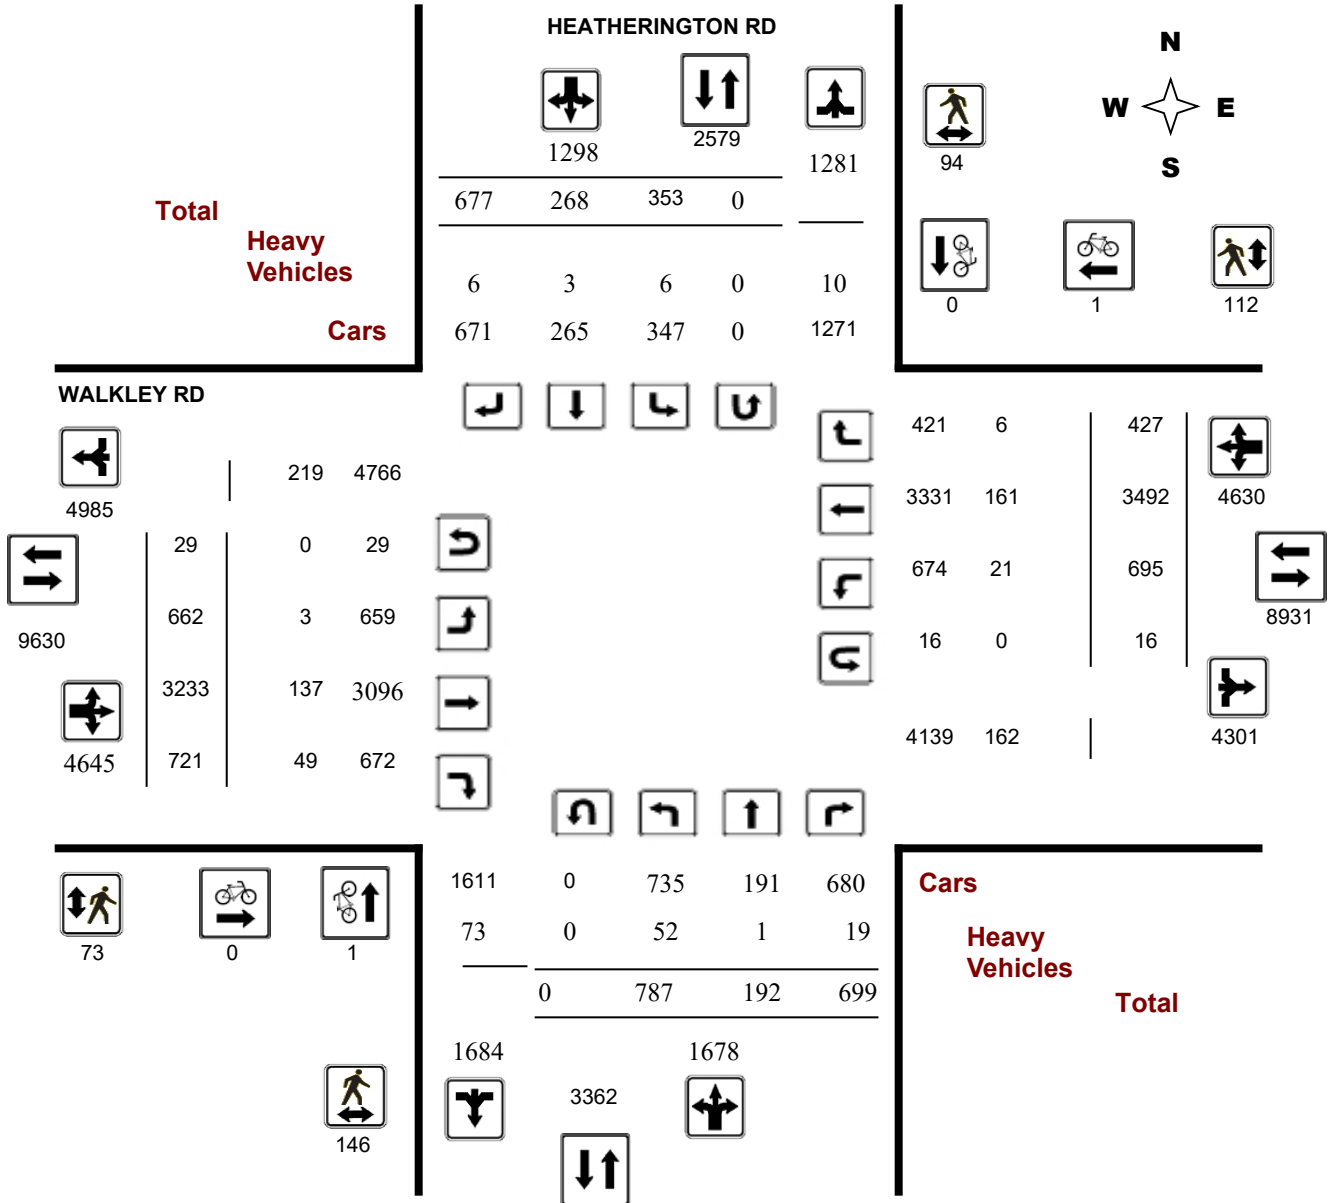 HEATHERINGTON RD
N
W E
S
1298 2579 1281 94
Total 677 268 353 0
Heavy
Vehicles 6 3 6 0 10
0 1 112
Cars 671 265 347 0 1271
WALKLEY RD
421 6 427
219 4766
4985
3331 161 3492 4630
29 0 29
674 21 695
8931
662 3 659
9630
16 0 16
3233 137 3096
4139 162 4301
4645 721 49 672
1611 0 735 191 680 Cars
73 0 1
73 0 52 1 19 Heavy
Vehicles
0 787 192 699 Total
1684 1678
3362
146